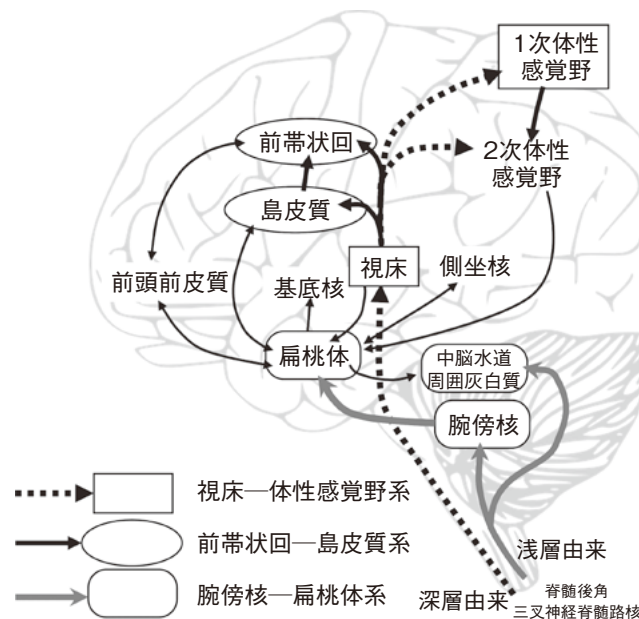 1次体性
感覚野
前帯状回
2次体性
感覚野
島皮質
視床
側坐核
前頭前皮質
基底核
扁桃体
中脳水道
周囲灰白質
腕傍核
視床—体性感覚野系
前帯状回—島皮質系
腕傍核—扁桃体系
浅層由来
深層由来
脊髄後角
三叉神経脊髄路核